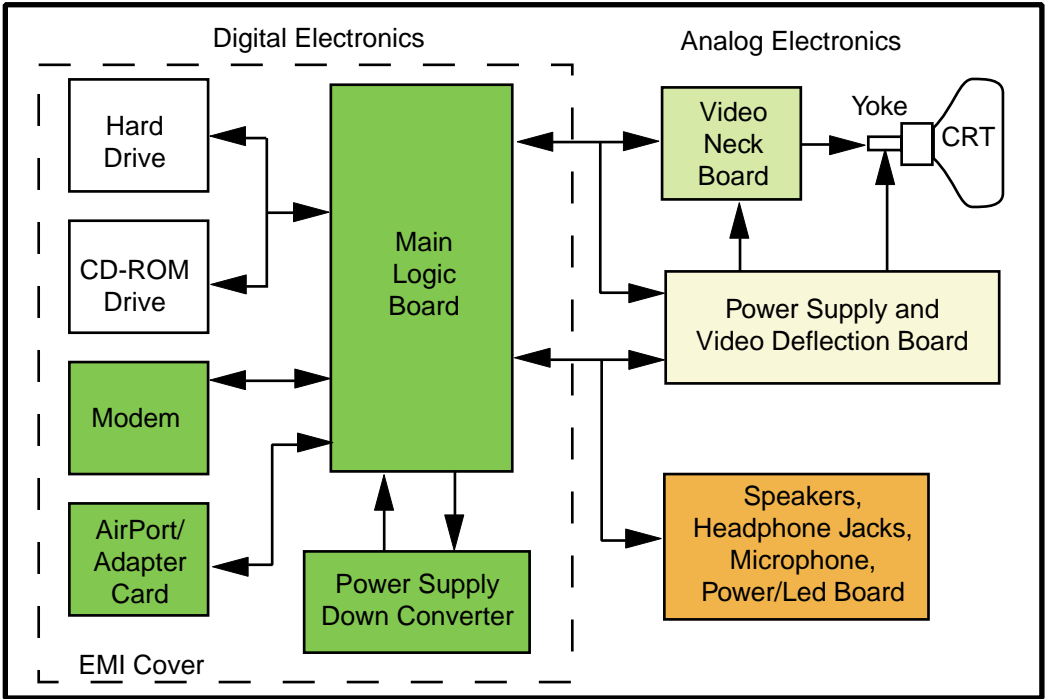 Digital Electronics
Analog Electronics
Hard
Drive
CD-ROM
Drive
Modem
AirPort/
Adapter
Card
Main
Logic
Board
Power Supply
Down Converter
EMI Cover
Video
Neck
Board
Yoke
CRT
Power Supply and
Video Deflection Board
Speakers,
Headphone Jacks,
Microphone,
Power/Led Board